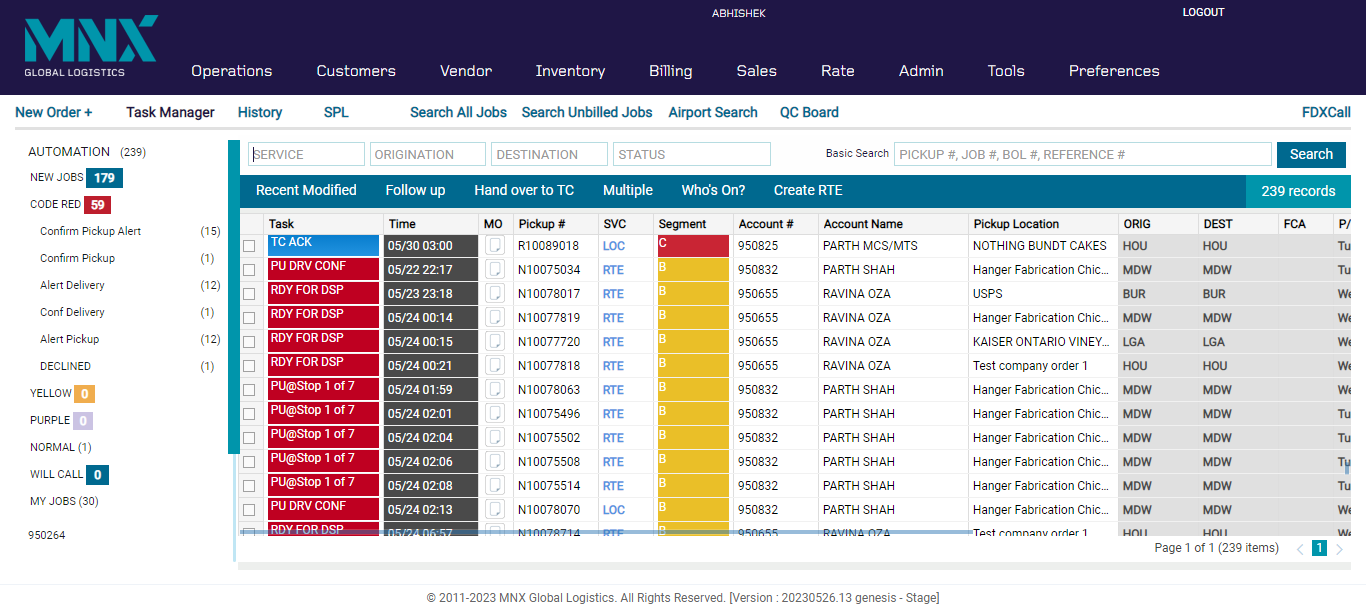 MNX
GLOBAL LOGISTICS
ABHISHEK
LOGOUT
Operations Customers Vendor Inventory Billing Sales Rate Admin Tools Preferences
New Order + Task Manager History SPL Search All Jobs Search Unbilled Jobs Airport Search QC Board FDXCall
AUTOMATION (239)
NEW JOBS 179
CODE RED 59
Confirm Pickup Alert (15)
Confirm Pickup (1)
Alert Delivery (12)
Conf Delivery (1)
Alert Pickup (12)
DECLINED (1)
YELLOW 0
PURPLE 0
NORMAL (1)
WILL CALL 0
MY JOBS (30)
950264
SERVICE ORIGINATION DESTINATION STATUS Basic Search PICKUP #, JOB #, BOL #, REFERENCE # Search
Recent Modified Follow up Hand over to TC Multiple Who's On? Create RTE 239 records
Task Time MO Pickup # SVC Segment Account # Account Name Pickup Location ORIG DEST FCA P/
TC ACK 05/30 03:00 R10089018 LOC C 950825 PARTH MCS/MTS NOTHING BUNDT CAKES HOU HOU Tu
PU DRV CONF 05/22 22:17 N10075034 RTE B 950832 PARTH SHAH Hanger Fabrication Chic... MDW MDW Tu
RDY FOR DSP 05/23 23:18 N10078017 RTE B 950655 RAVINA OZA USPS BUR BUR We
RDY FOR DSP 05/24 00:14 N10077819 RTE B 950655 RAVINA OZA Hanger Fabrication Chic... MDW MDW We
RDY FOR DSP 05/24 00:15 N10077720 RTE B 950655 RAVINA OZA KAISER ONTARIO VINEY... LGA LGA We
RDY FOR DSP 05/24 00:21 N10077818 RTE B 950655 RAVINA OZA Test company order 1 HOU HOU We
PU@Stop 1 of 7 05/24 01:59 N10078063 RTE B 950832 PARTH SHAH Hanger Fabrication Chic... MDW MDW We
PU@Stop 1 of 7 05/24 02:01 N10075496 RTE B 950832 PARTH SHAH Hanger Fabrication Chic... MDW MDW Tu
PU@Stop 1 of 7 05/24 02:04 N10075502 RTE B 950832 PARTH SHAH Hanger Fabrication Chic... MDW MDW Tu
PU@Stop 1 of 7 05/24 02:06 N10075508 RTE B 950832 PARTH SHAH Hanger Fabrication Chic... MDW MDW Tu
PU@Stop 1 of 7 05/24 02:08 N10075514 RTE B 950832 PARTH SHAH Hanger Fabrication Chic... MDW MDW Tu
PU DRV CONF 05/24 02:13 N10078070 LOC B 950832 PARTH SHAH Hanger Fabrication Chic... MDW MDW We
RDY FOR DSP 05/24 06:57 N10078714 RTE B 950655 RAVINA OZA Test company order 1 HOU HOU We
Page 1 of 1 (239 items) 1
© 2011-2023 MNX Global Logistics. All Rights Reserved. [Version : 20230526.13 genesis - Stage]